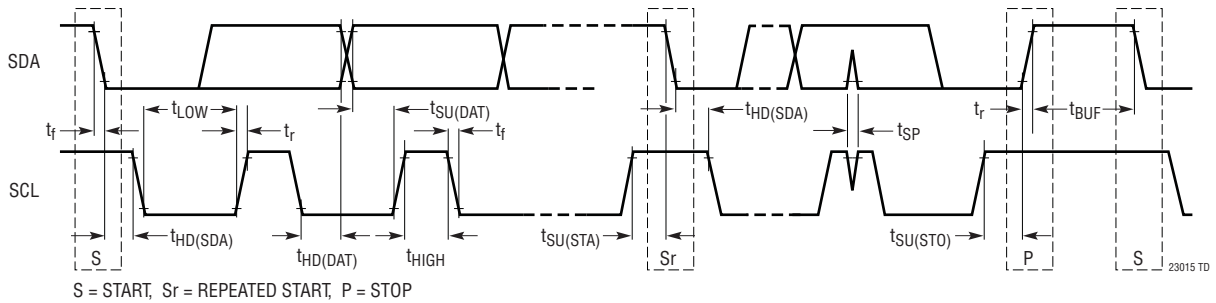 SDA
tLOW
tSU(DAT)
tHD(SDA)
tf
tr
tf
tSP
tr
tBUF
SCL
tHD(SDA)
tHD(DAT)
tHIGH
tSU(STA)
tSU(STO)
S
Sr
P
S
23015 TD
S = START, Sr = REPEATED START, P = STOP